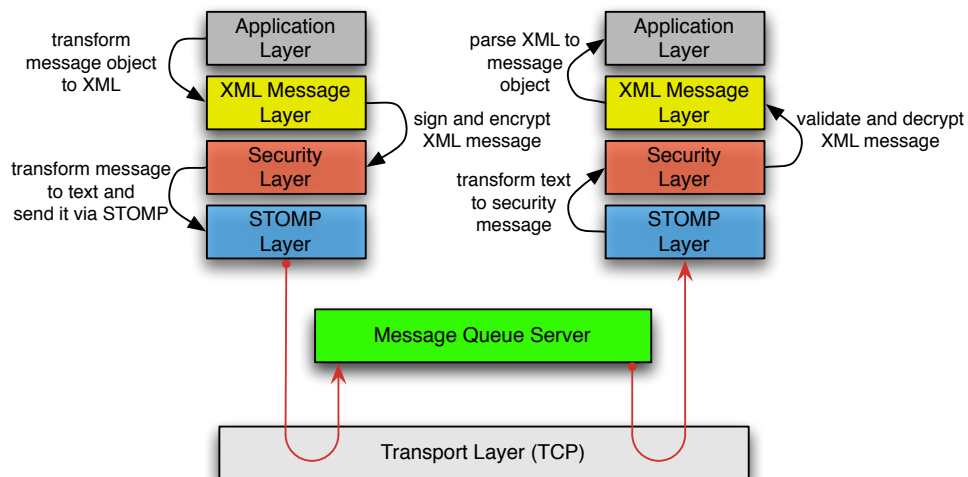 transform
message object
to XML
Application
Layer
XML Message
Layer
sign and encrypt
XML message
Security
Layer
transform message
to text and
send it via STOMP
STOMP
Layer
parse XML to
message
object
Application
Layer
XML Message
Layer
validate and decrypt
XML message
Security
Layer
transform text
to security
message
STOMP
Layer
Message Queue Server
Transport Layer (TCP)